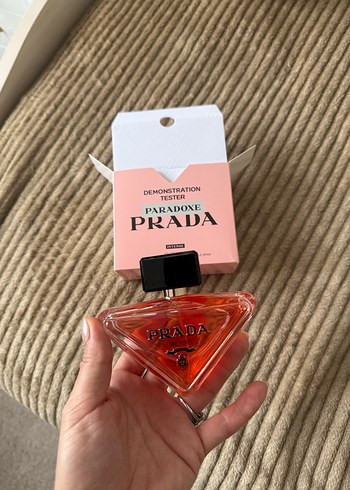 DEMONSTRATION
TESTER
PARADOXE
PRADA
INTENSE
PRADA